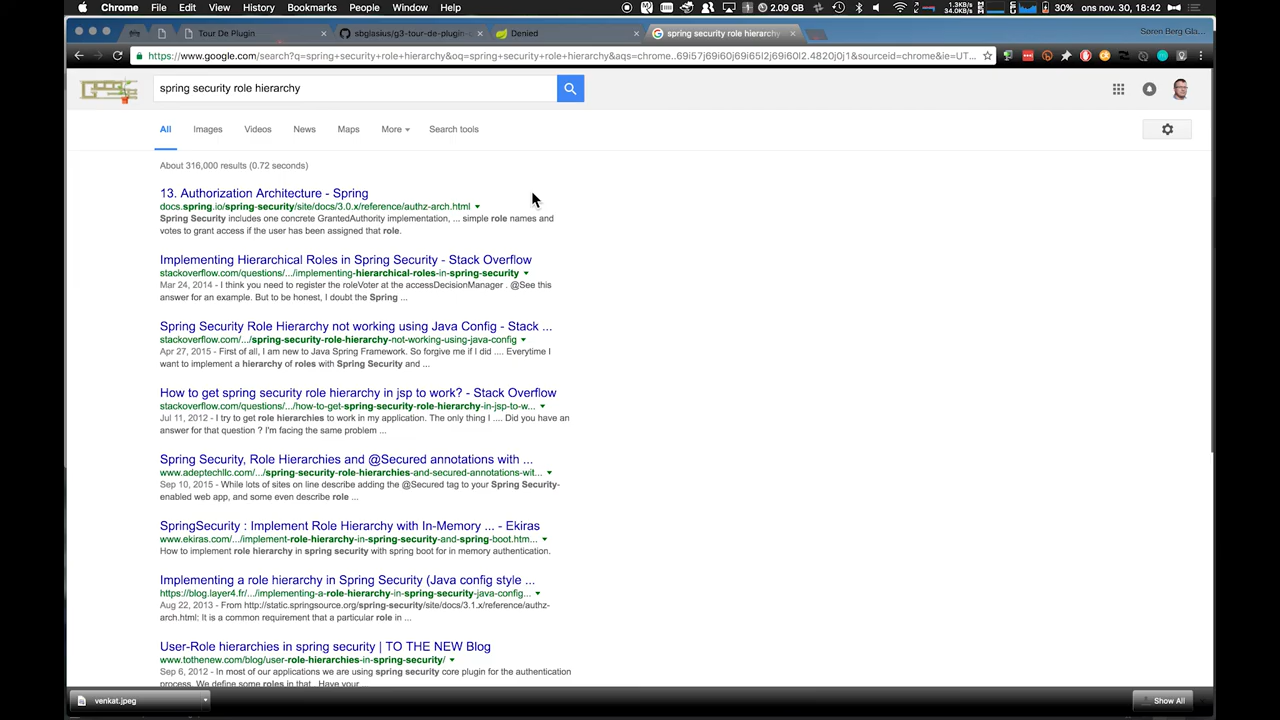 Chrome File Edit View History Bookmarks People Window Help
2.09 GB 30% ons nov. 30, 18:42
Tour De Plugin
sbglasius/g3-tour-de-plugin-
Denied
spring security role hierarchy
Søren Berg Gla...
https://www.google.com/search?q=spring+security+role+hierarchy&oq=spring+security+role+hierarchy&aqs=chrome..69i57j69i60j69i65l2j69i60l2.4820j0j1&sourceid=chrome&ie=UT...
spring security role hierarchy
All Images Videos News Maps More Search tools
About 316,000 results (0.72 seconds)
13. Authorization Architecture - Spring
docs.spring.io/spring-security/site/docs/3.0.x/reference/authz-arch.html
Spring Security includes one concrete GrantedAuthority implementation, ... simple role names and
votes to grant access if the user has been assigned that role.
Implementing Hierarchical Roles in Spring Security - Stack Overflow
stackoverflow.com/questions/.../implementing-hierarchical-roles-in-spring-security
Mar 24, 2014 - I think you need to register the roleVoter at the accessDecisionManager . @See this
answer for an example. But to be honest, I doubt the Spring ...
Spring Security Role Hierarchy not working using Java Config - Stack ...
stackoverflow.com/.../spring-security-role-hierarchy-not-working-using-java-config
Apr 27, 2015 - First of all, I am new to Java Spring Framework. So forgive me if I did .... Everytime I
want to implement a hierarchy of roles with Spring Security and ...
How to get spring security role hierarchy in jsp to work? - Stack Overflow
stackoverflow.com/questions/.../how-to-get-spring-security-role-hierarchy-in-jsp-to-w...
Jul 11, 2012 - I try to get role hierarchies to work in my application. The only thing I .... Did you have an
answer for that question ? I'm facing the same problem ...
Spring Security, Role Hierarchies and @Secured annotations with ...
www.adeptechllc.com/.../spring-security-role-hierarchies-and-secured-annotations-wit...
Sep 10, 2015 - While lots of sites on line describe adding the @Secured tag to your Spring Security-
enabled web app, and some even describe role ...
SpringSecurity : Implement Role Hierarchy with In-Memory ... - Ekiras
www.ekiras.com/.../implement-role-hierarchy-in-spring-security-and-spring-boot.htm...
How to implement role hierarchy in spring security with spring boot for in memory authentication.
Implementing a role hierarchy in Spring Security (Java config style ...
https://blog.layer4.fr/.../implementing-a-role-hierarchy-in-spring-security-java-config...
Aug 22, 2013 - From http://static.springsource.org/spring-security/site/docs/3.1.x/reference/authz-
arch.html: It is a common requirement that a particular role in ...
User-Role hierarchies in spring security | TO THE NEW Blog
www.tothenew.com/blog/user-role-hierarchies-in-spring-security/
Sep 6, 2012 - In most of our applications we are using spring security core plugin for the authentication
process. We define some roles in that . Have your...
venkat.jpeg
Show All